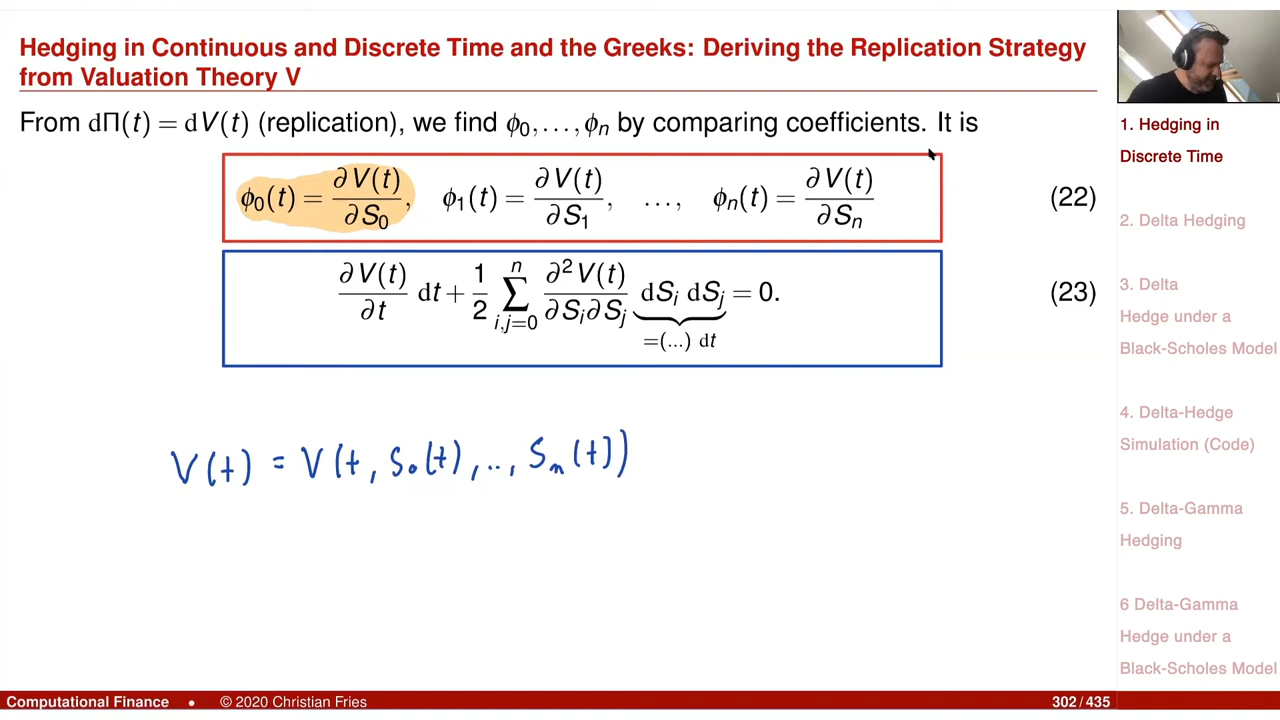 Hedging in Continuous and Discrete Time and the Greeks: Deriving the Replication Strategy
from Valuation Theory V
From dΠ(t) = dV(t) (replication), we find ϕ₀,…,ϕₙ by comparing coefficients. It is
ϕ₀(t) = ∂V(t)/∂S₀, ϕ₁(t) = ∂V(t)/∂S₁, …, ϕₙ(t) = ∂V(t)/∂Sₙ (22)
∂V(t)/∂t dt + 1/2 ∑ⁿᵢ,ⱼ₌₀ ∂²V(t)/∂Sᵢ∂Sⱼ dSᵢ dSⱼ = 0. (23)
=(...) dt
V(t) = V(t, S₀(t), .., Sₙ(t))
1. Hedging in
Discrete Time
2. Delta Hedging
3. Delta
Hedge under a
Black-Scholes Model
4. Delta-Hedge
Simulation (Code)
5. Delta-Gamma
Hedging
6 Delta-Gamma
Hedge under a
Black-Scholes Model
Computational Finance • © 2020 Christian Fries 302 / 435